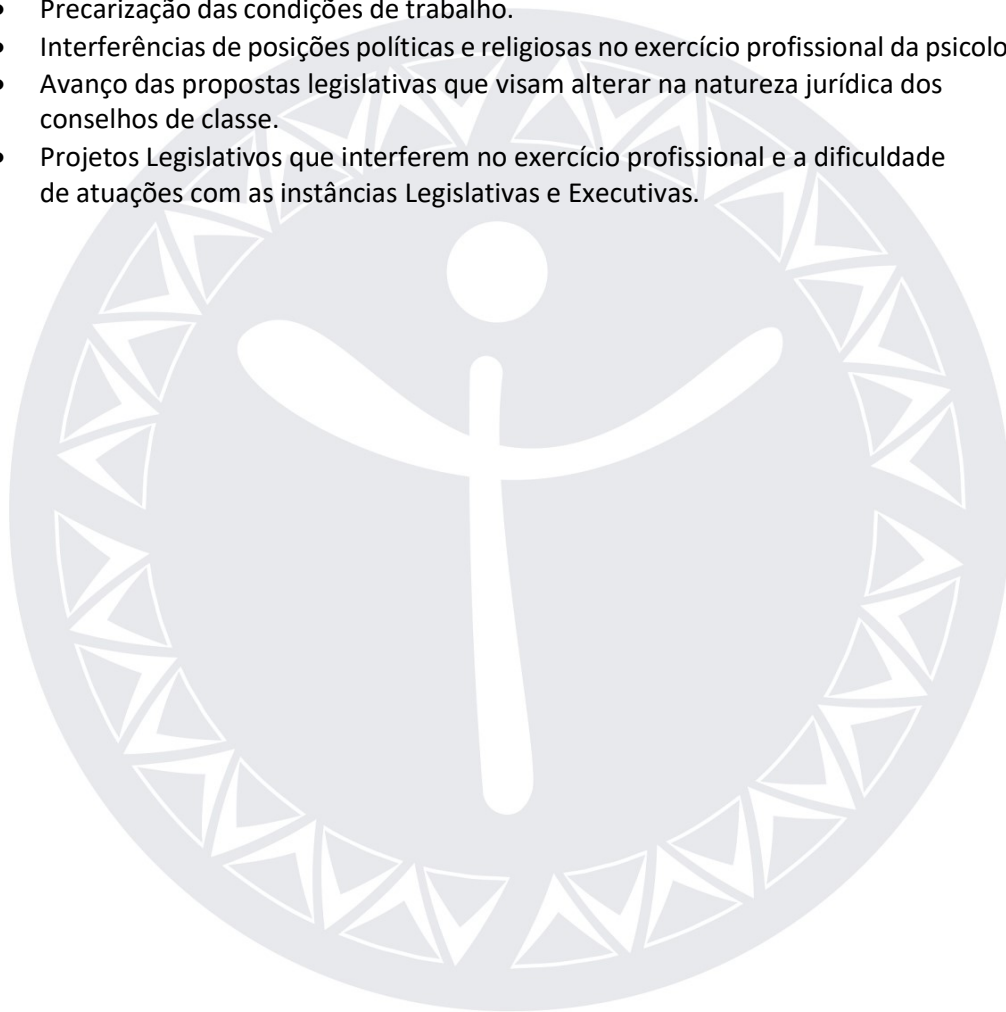 • Precarização das condições de trabalho.
• Interferências de posições políticas e religiosas no exercício profissional da psicolo
• Avanço das propostas legislativas que visam alterar na natureza jurídica dos
conselhos de classe.
• Projetos Legislativos que interferem no exercício profissional e a dificuldade
de atuações com as instâncias Legislativas e Executivas.